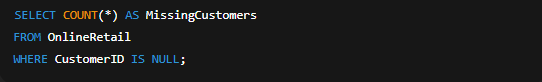 SELECT COUNT(*) AS MissingCustomers
FROM OnlineRetail
WHERE CustomerID IS NULL;